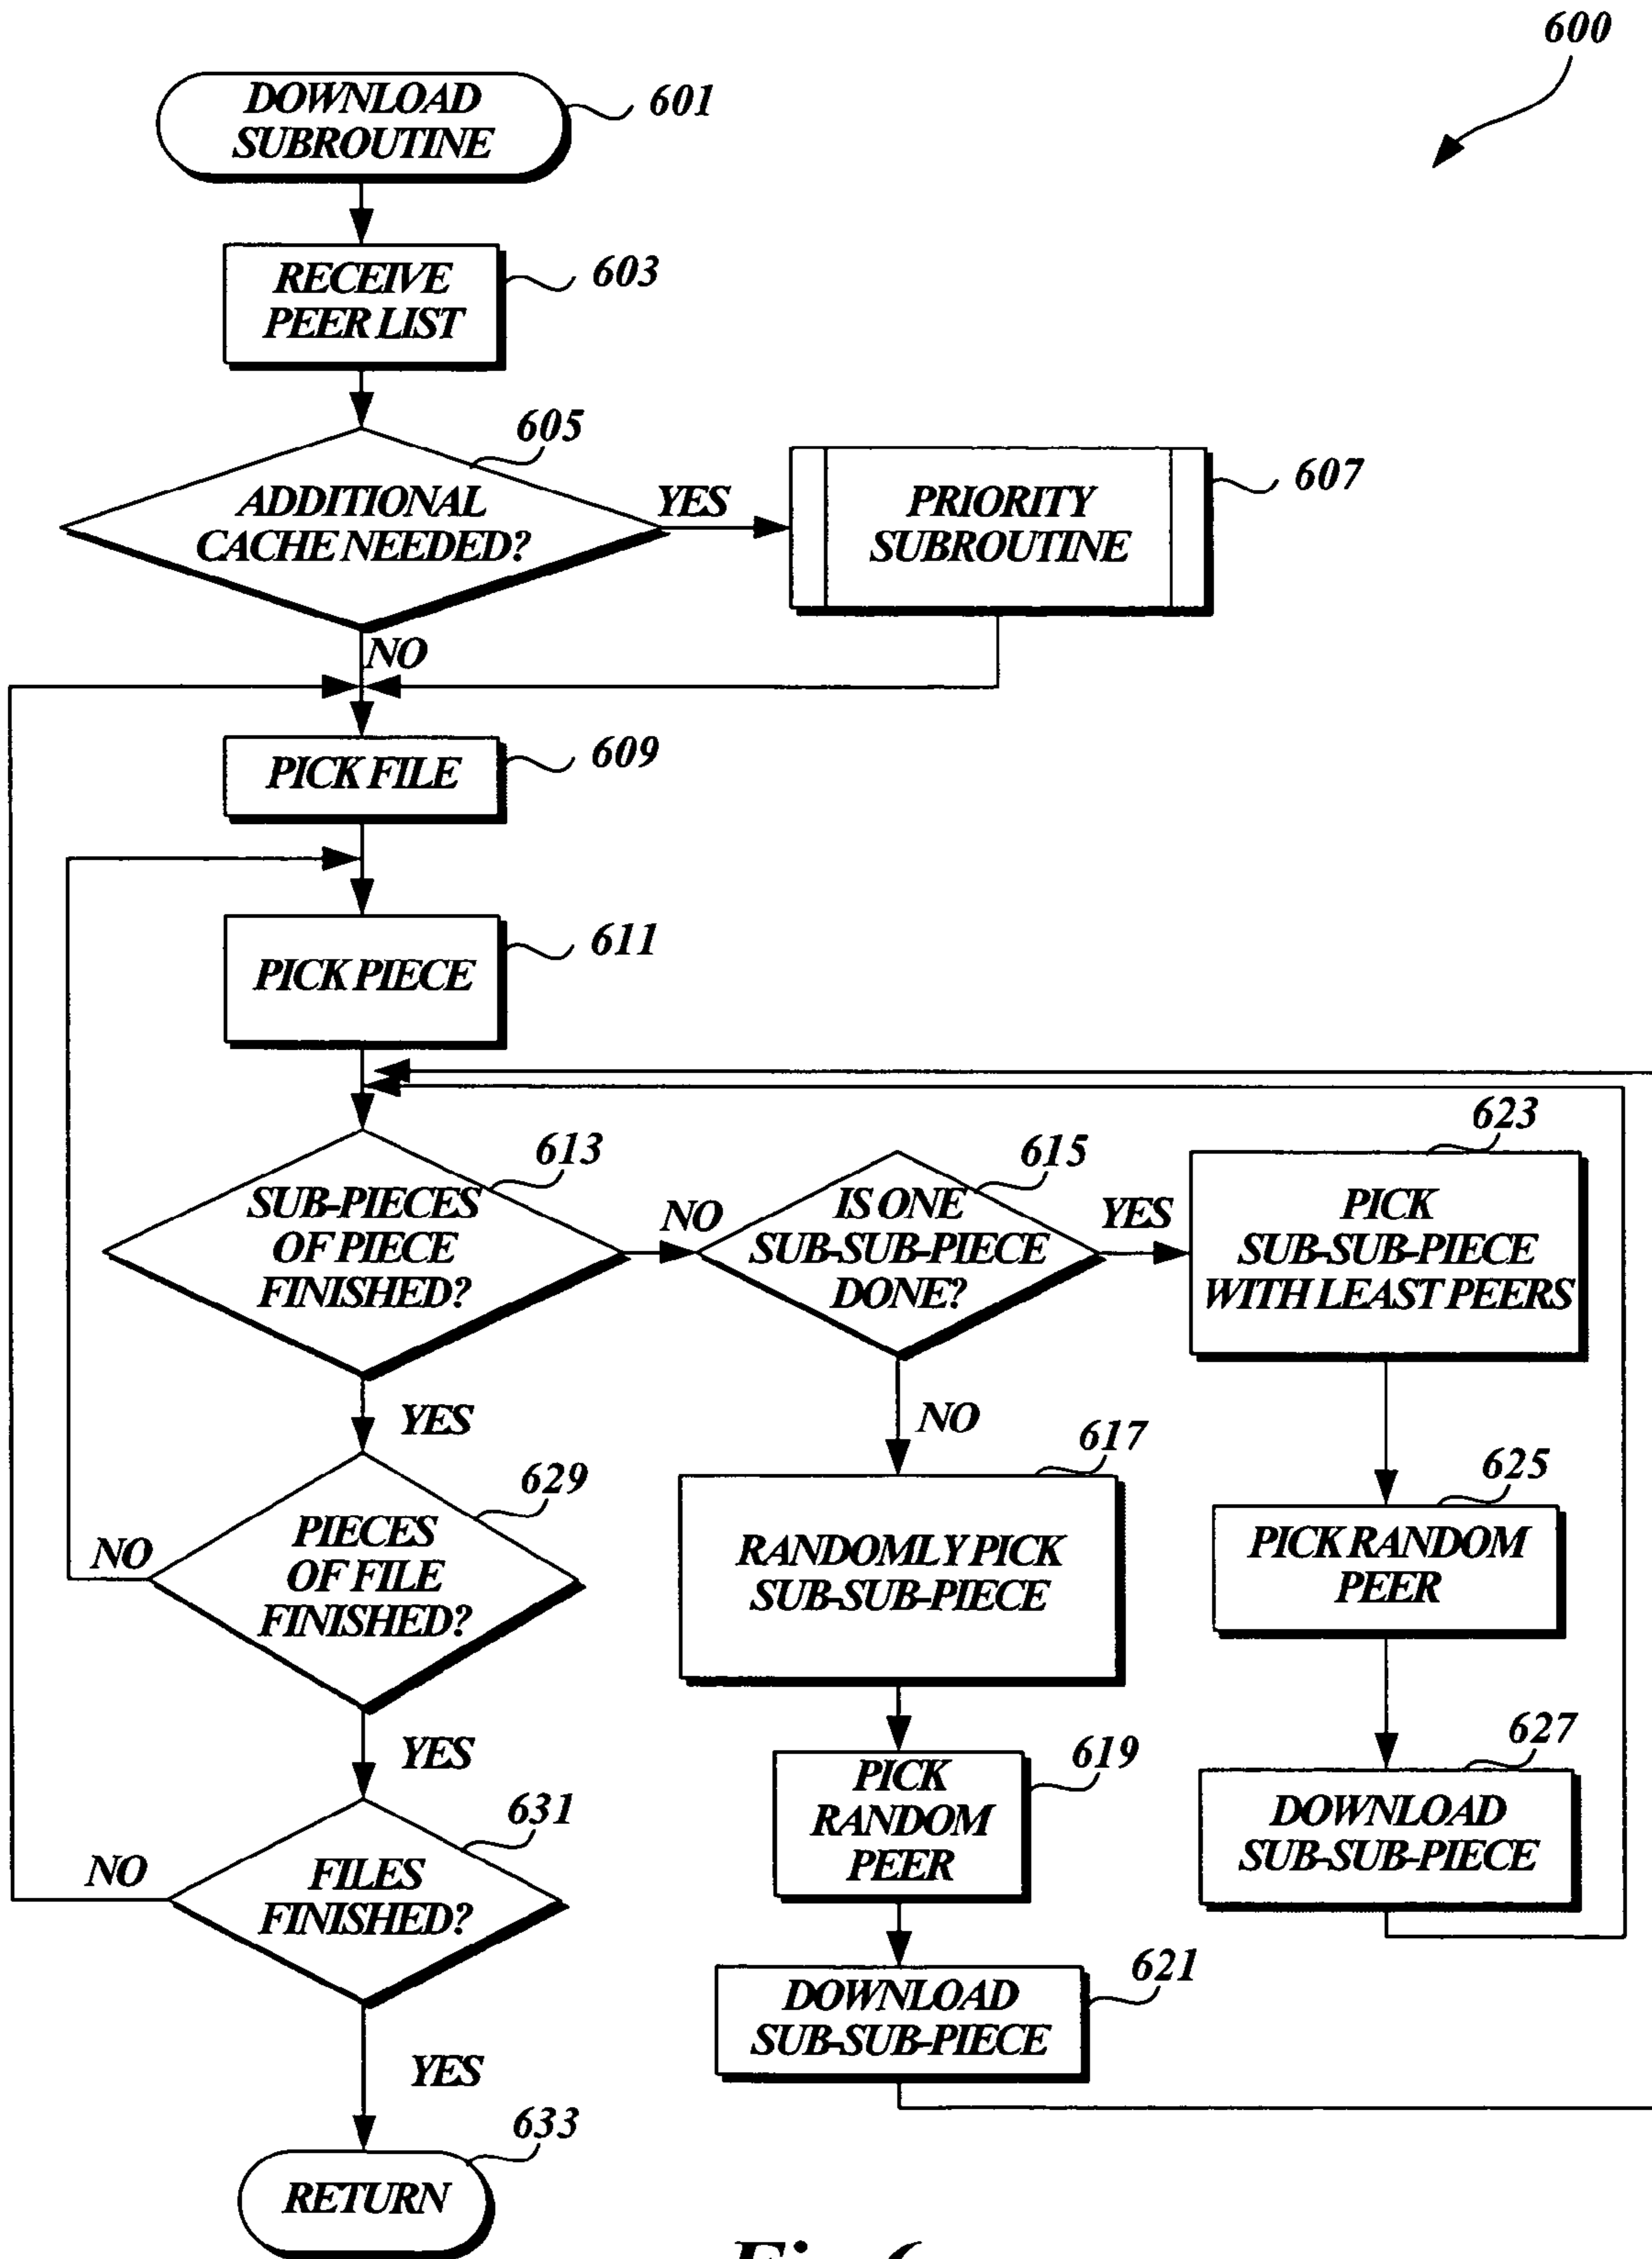 600
DOWNLOAD
SUBROUTINE
601
RECEIVE
PEER LIST
603
605
ADDITIONAL
CACHE NEEDED?
YES
PRIORITY
SUBROUTINE
607
NO
PICK FILE
609
PICK PIECE
611
613
SUB-PIECES
OF PIECE
FINISHED?
NO
615
IS ONE
SUB-SUB-PIECE
DONE?
YES
623
PICK
SUB-SUB-PIECE
WITH LEAST PEERS
YES
NO
617
RANDOMLY PICK
SUB-SUB-PIECE
625
PICK RANDOM
PEER
629
PIECES
OF FILE
FINISHED?
NO
YES
619
PICK
RANDOM
PEER
627
DOWNLOAD
SUB-SUB-PIECE
631
FILES
FINISHED?
NO
YES
621
DOWNLOAD
SUB-SUB-PIECE
633
RETURN
Fig. 6